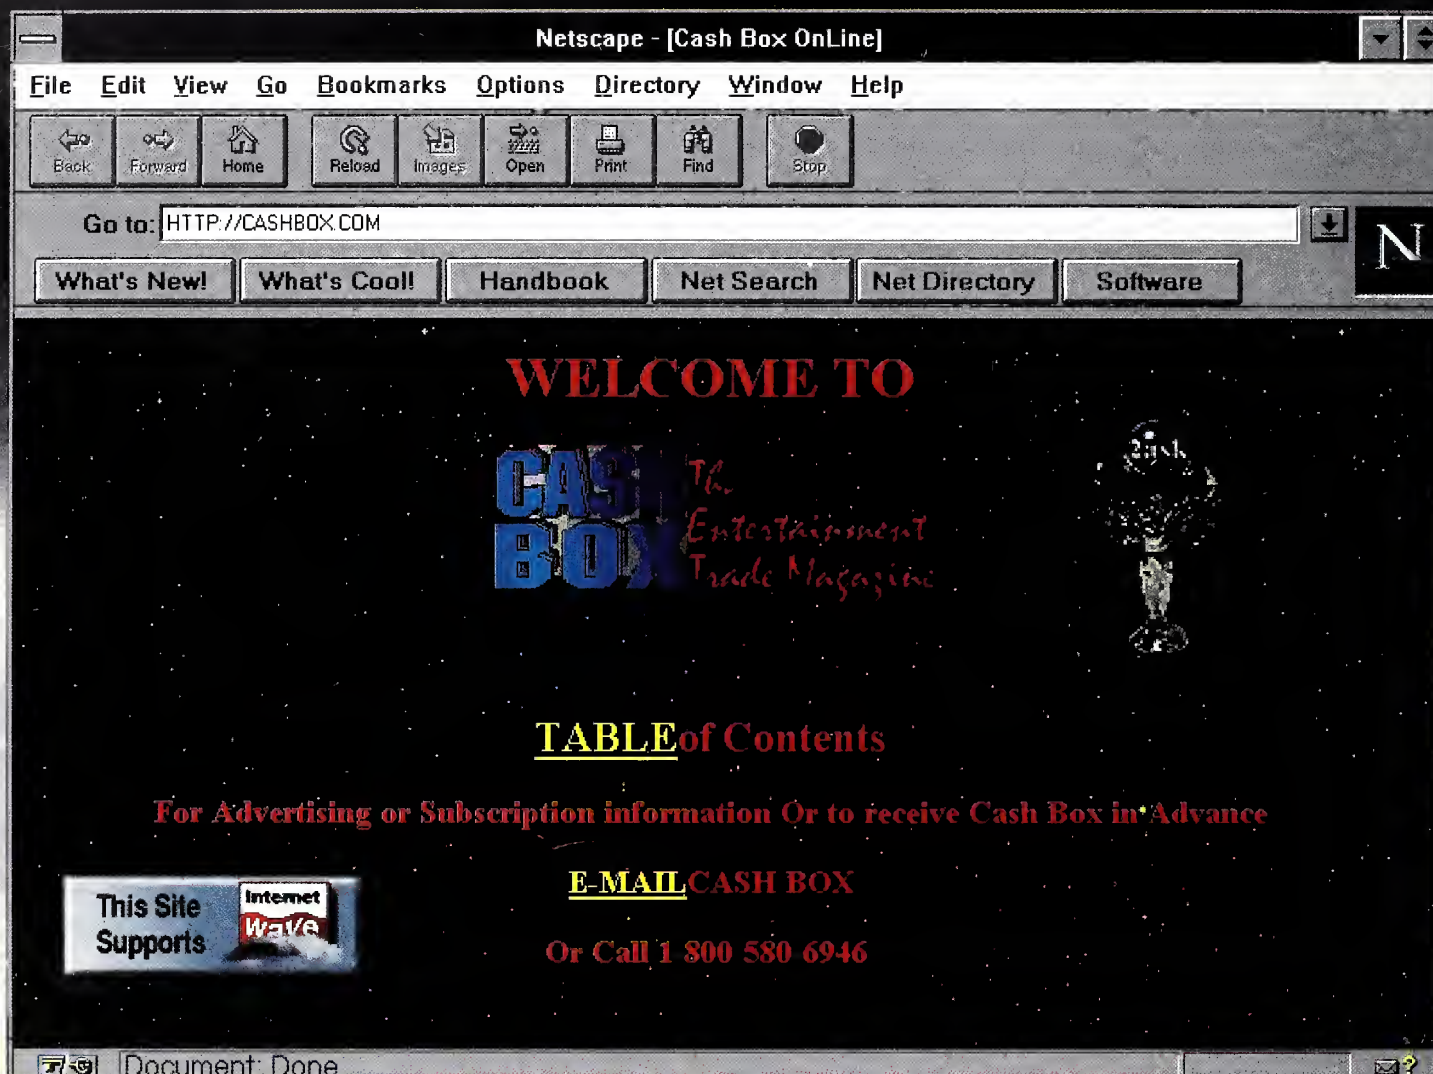 Netscape - [Cash Box OnLine]
File Edit View Go Bookmarks Options Directory Window Help
Back Forward Home Reload Images Open Print Find Stop
Go to: HTTP://CASHBOX.COM
N
What's New! What's Cool! Handbook Net Search Net Directory Software
WELCOME TO
CASH
BOX
The
Entertainment
Trade Magazine
TABLE of Contents
For Advertising or Subscription information Or to receive Cash Box in Advance
E-MAIL CASH BOX
This Site
Supports
Internet
wave
Or Call 1 800 580 6946
Document: Done
?